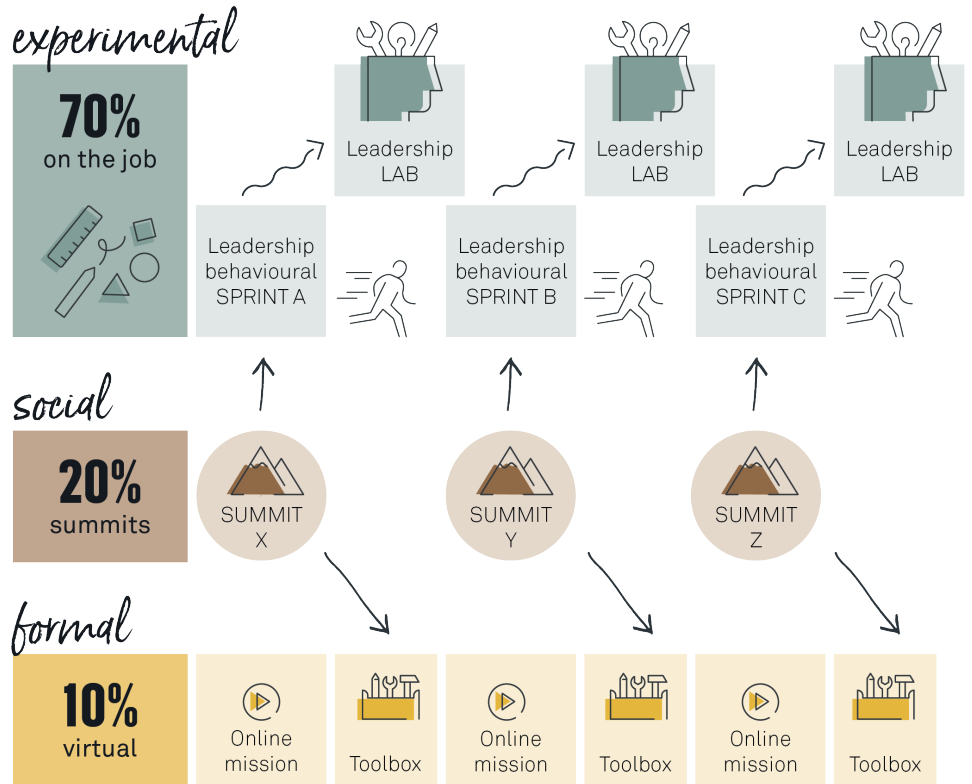 experimental
70%
on the job
Leadership
LAB
Leadership
LAB
Leadership
LAB
Leadership
behavioural
SPRINT A
Leadership
behavioural
SPRINT B
Leadership
behavioural
SPRINT C
social
20%
summits
SUMMIT
X
SUMMIT
Y
SUMMIT
Z
formal
10%
virtual
Online
mission
Toolbox
Online
mission
Toolbox
Online
mission
Toolbox